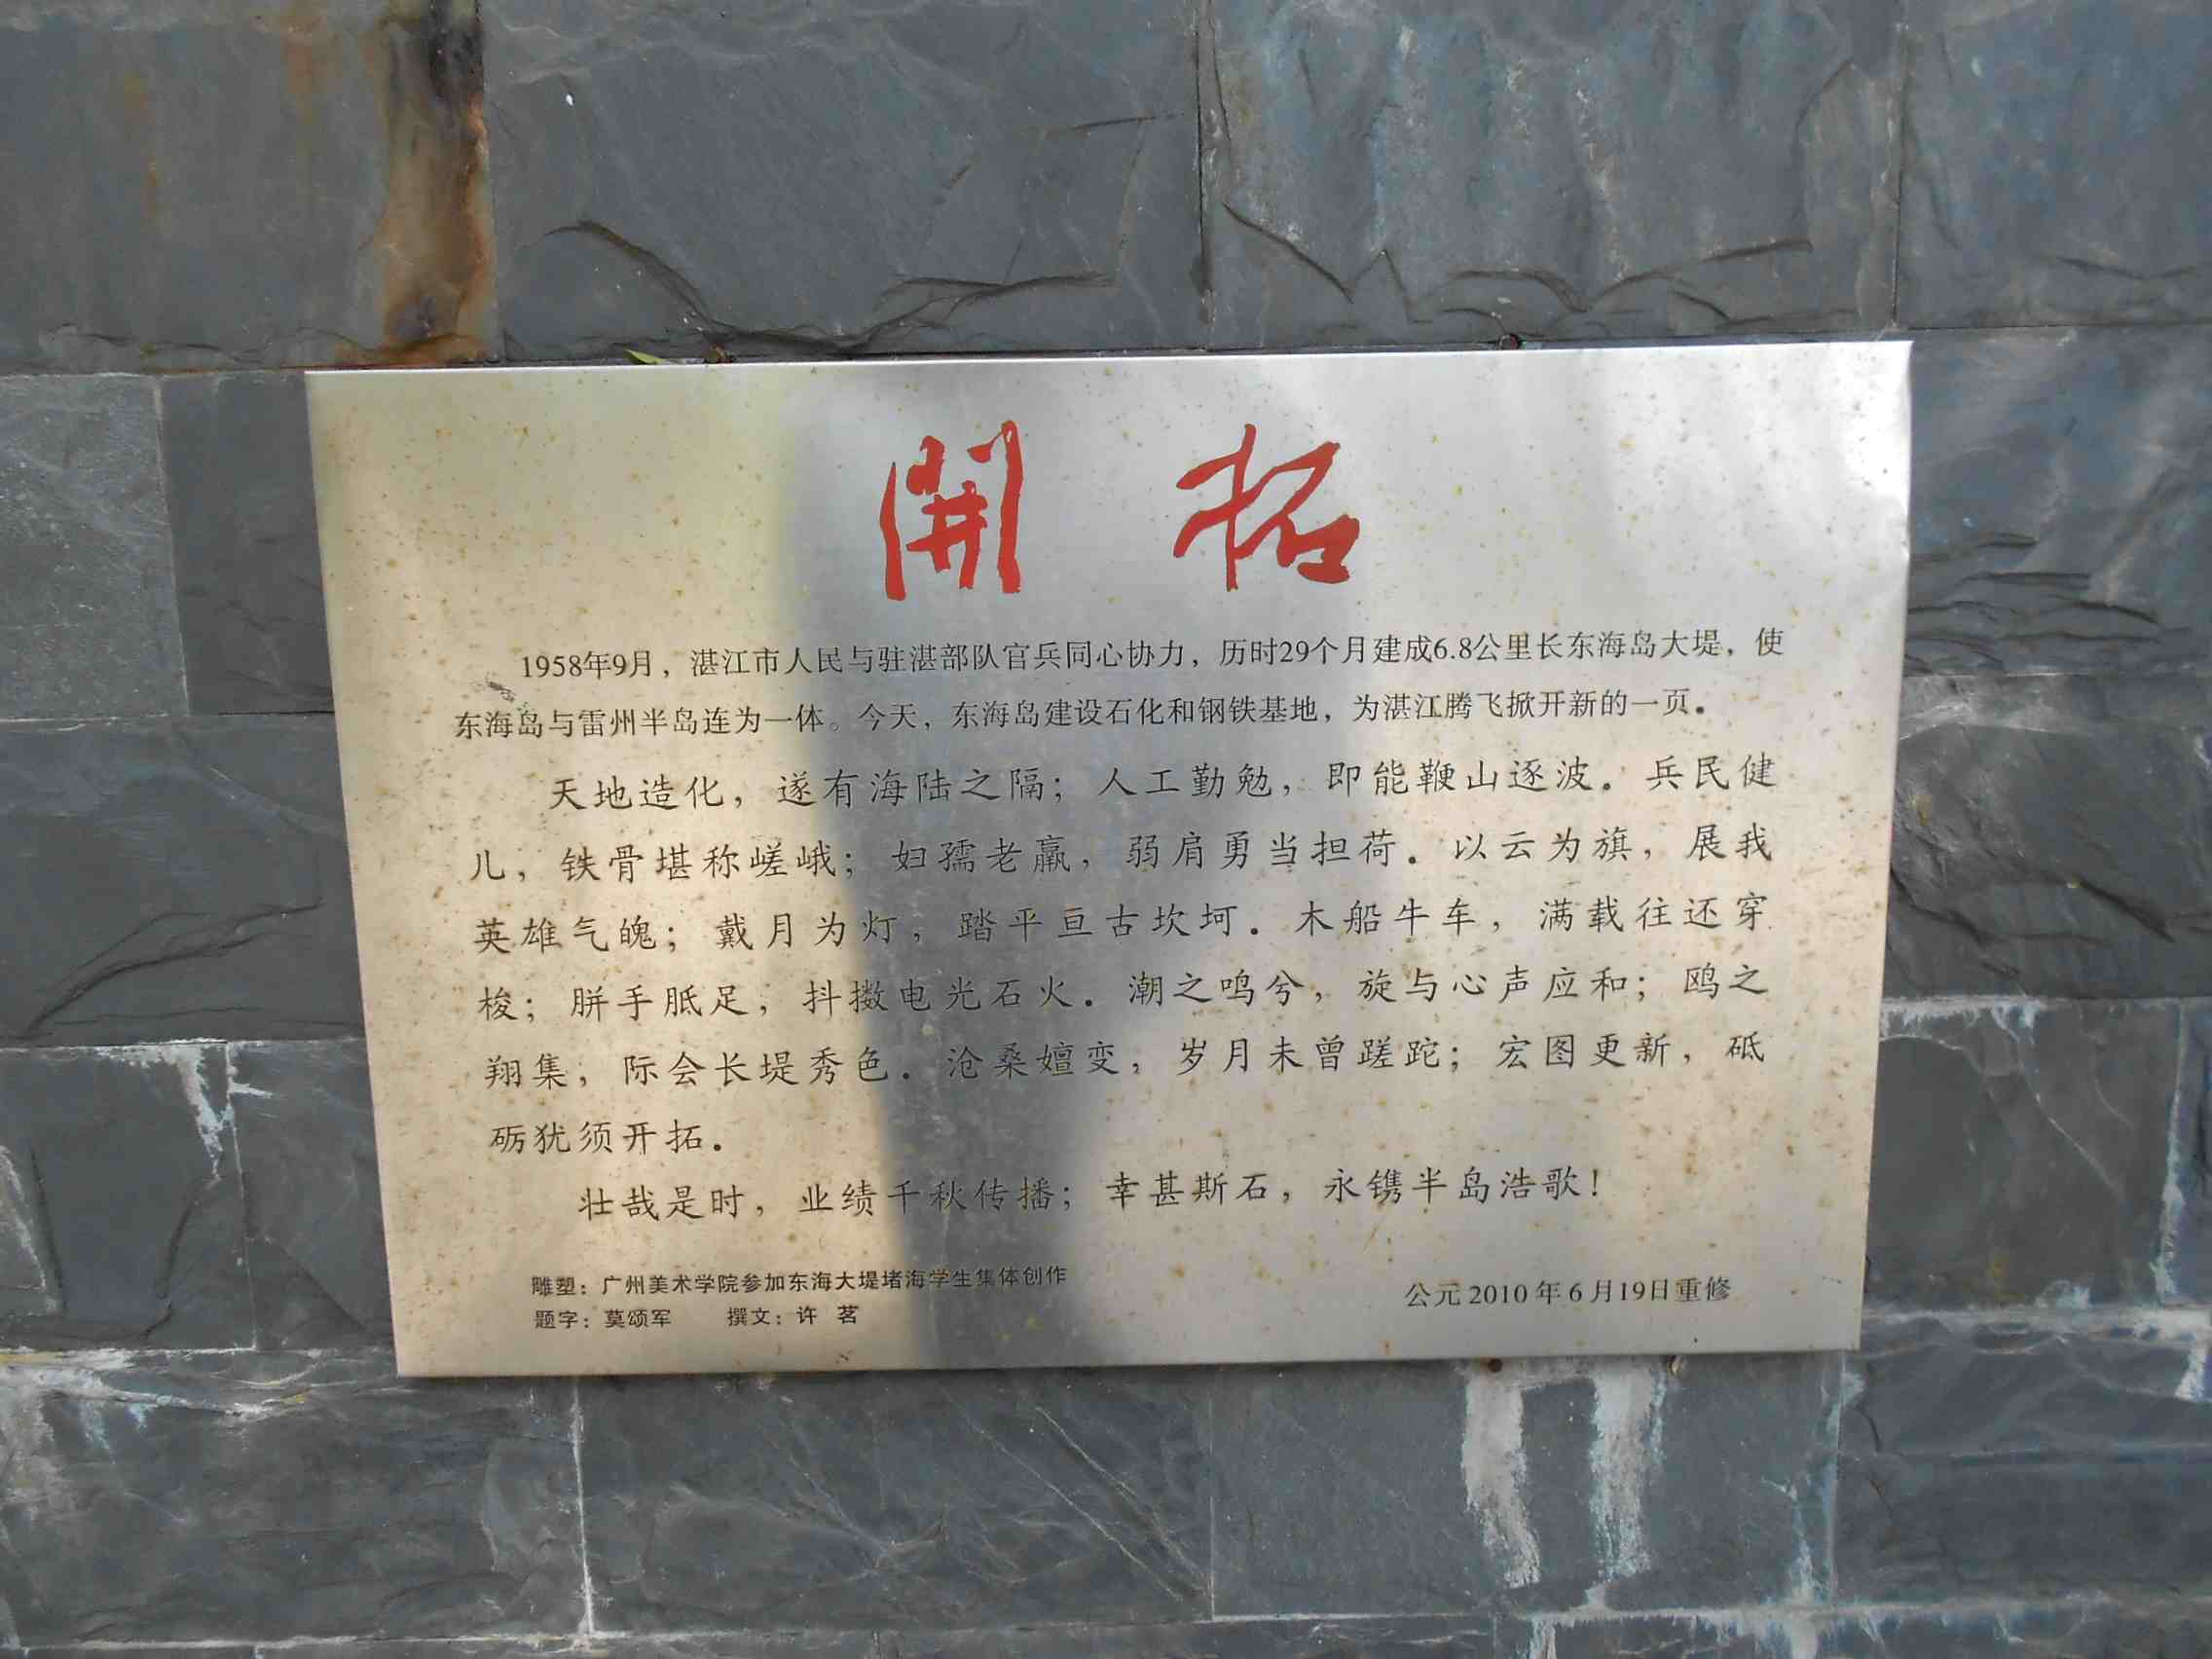 開拓
1958年9月，湛江市人民与驻湛部队官兵同心协力，历时29个月建成6.8公里长东海岛大堤，使
东海岛与雷州半岛连为一体。今天，东海岛建设石化和钢铁基地，为湛江腾飞掀开新的一页。
天地造化，遂有海陆之隔；人工勤勉，即能鞭山逐波．兵民健
儿，铁骨堪称嵯峨；妇孺老羸，弱肩勇当担荷．以云为旗，展我
英雄气魄；戴月为灯，踏平亘古坎坷．木船牛车，满载往还穿
梭；胼手胝足，抖擞电光石火．潮之鸣兮，旋与心声应和；鸥之
翔集，际会长堤秀色．沧桑嬗变，岁月未曾蹉跎；宏图更新，砥
砺犹须开拓．
壮哉是时，业绩千秋传播；幸甚斯石，永镌半岛浩歌！
雕塑：广州美术学院参加东海大堤堵海学生集体创作
题字：莫颂军　　撰文：许　茗
公元2010年6月19日重修